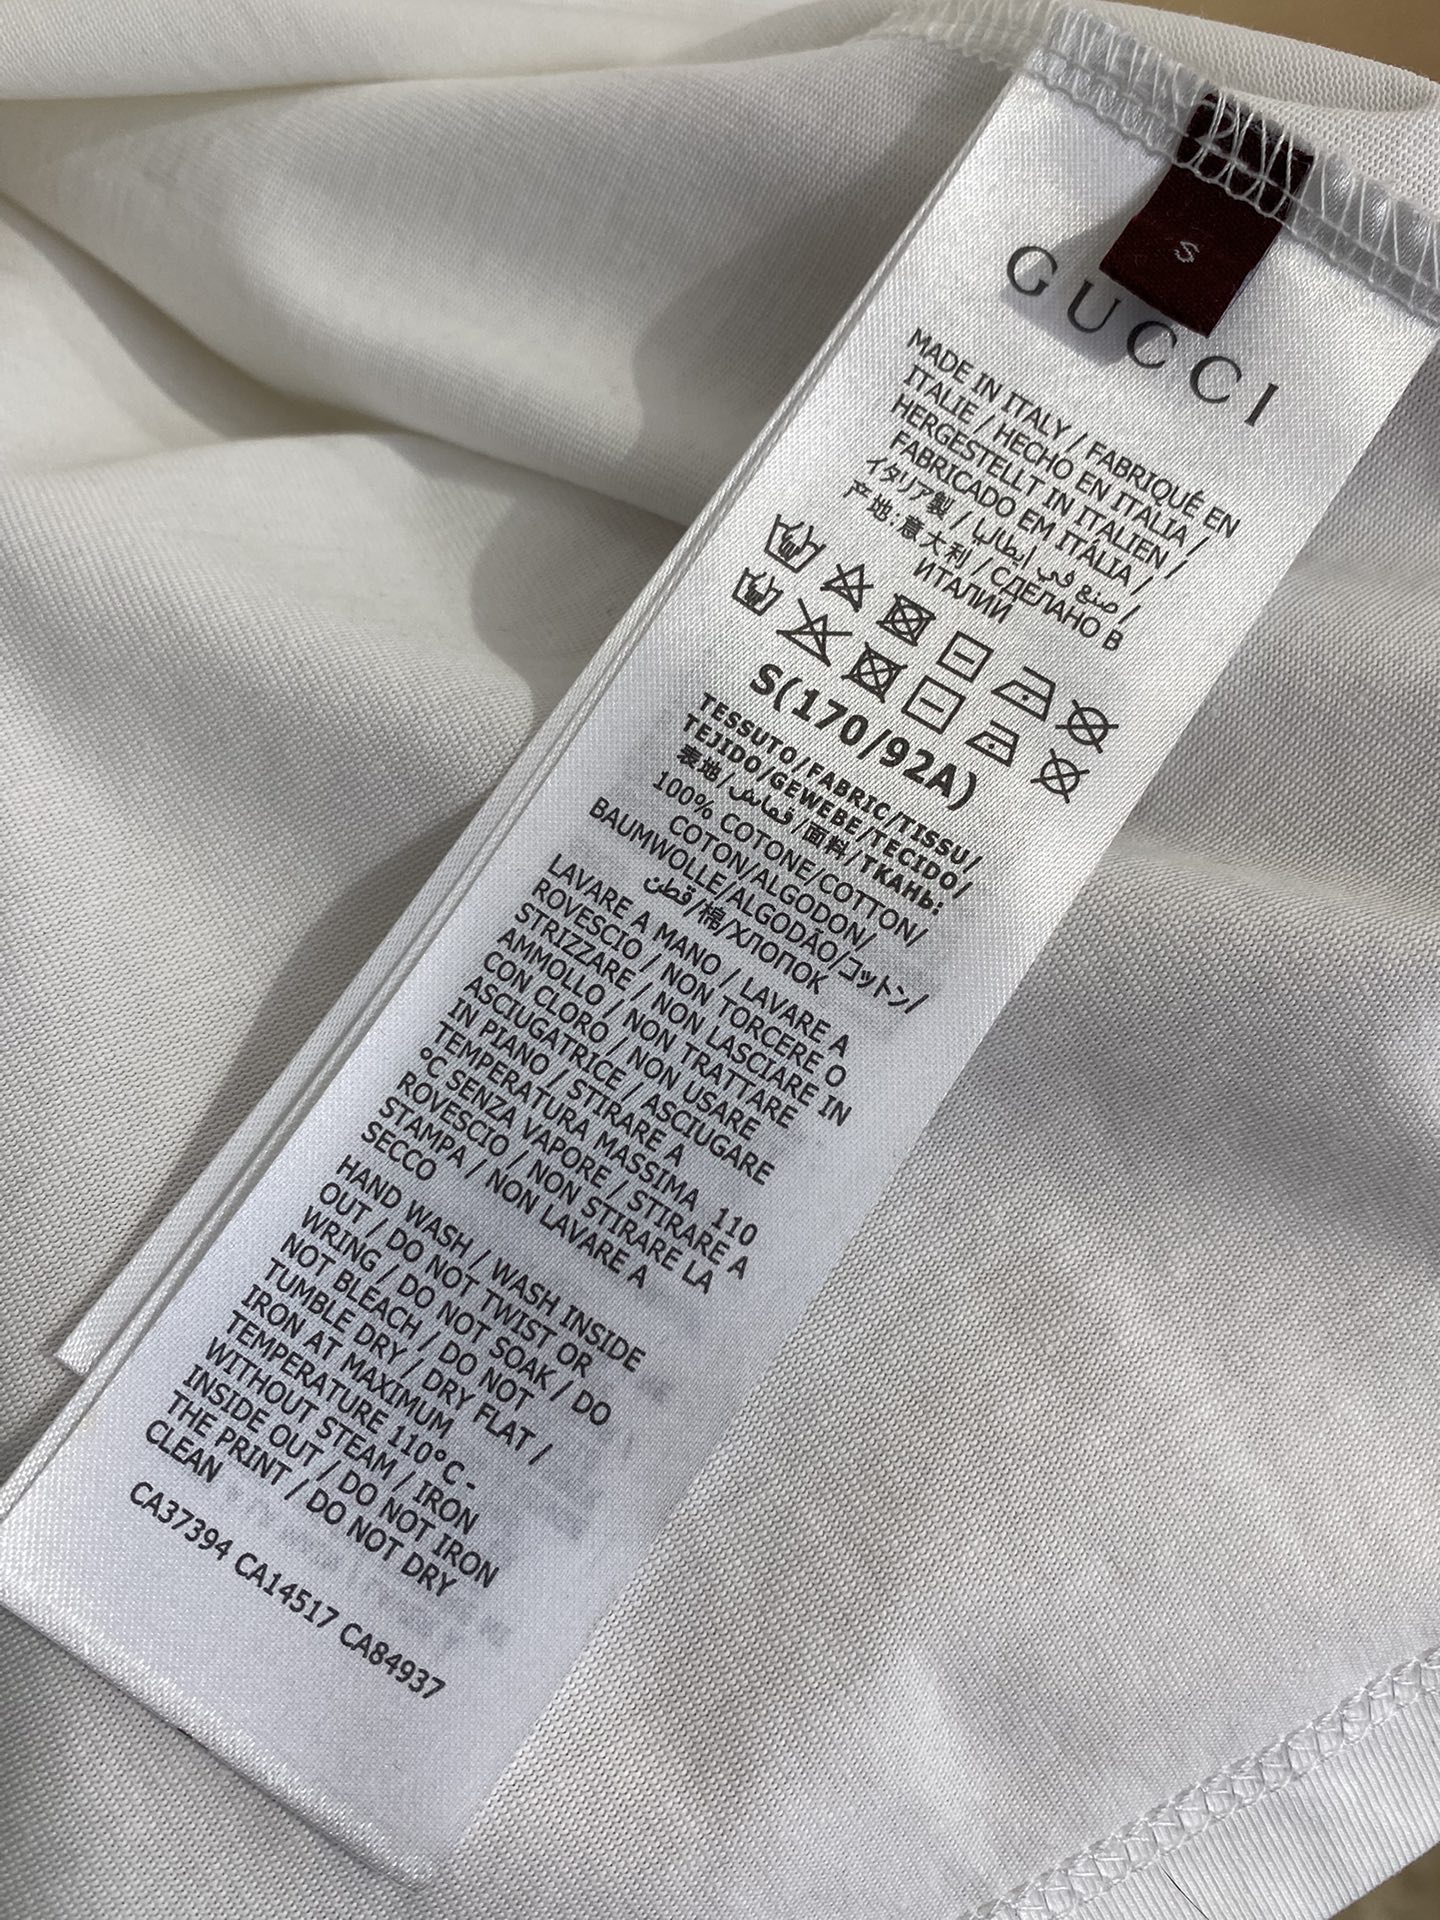 S
GUCCI
MADE IN ITALY / FABRIQUÉ EN
ITALIE / HECHO EN ITALIA /
HERGESTELLT IN ITALIEN /
FABRICADO EM ITÁLIA /
イタリア製 / صنع في إيطاليا /
产地:意大利 / СДЕЛАНО В
ИТАЛИИ
S(170/92A)
TESSUTO/FABRIC/TISSU/
TEJIDO/GEWEBE/TECIDO/
表地/قماش/面料/ТКАНЬ:
100% COTONE/COTTON/
COTON/ALGODON/
BAUMWOLLE/ALGODÃO/コットン/
قطن/棉/ХЛОПОК
LAVARE A MANO / LAVARE A
ROVESCIO / NON TORCERE O
STRIZZARE / NON LASCIARE IN
AMMOLLO / NON TRATTARE
CON CLORO / NON USARE
ASCIUGATRICE / ASCIUGARE
IN PIANO / STIRARE A
TEMPERATURA MASSIMA 110
°C SENZA VAPORE / STIRARE A
ROVESCIO / NON STIRARE LA
STAMPA / NON LAVARE A
SECCO
HAND WASH / WASH INSIDE
OUT / DO NOT TWIST OR
WRING / DO NOT SOAK / DO
NOT BLEACH / DO NOT
TUMBLE DRY / DRY FLAT /
IRON AT MAXIMUM
TEMPERATURE 110°C -
WITHOUT STEAM / IRON
INSIDE OUT / DO NOT IRON
THE PRINT / DO NOT DRY
CLEAN
CA37394 CA14517 CA84937